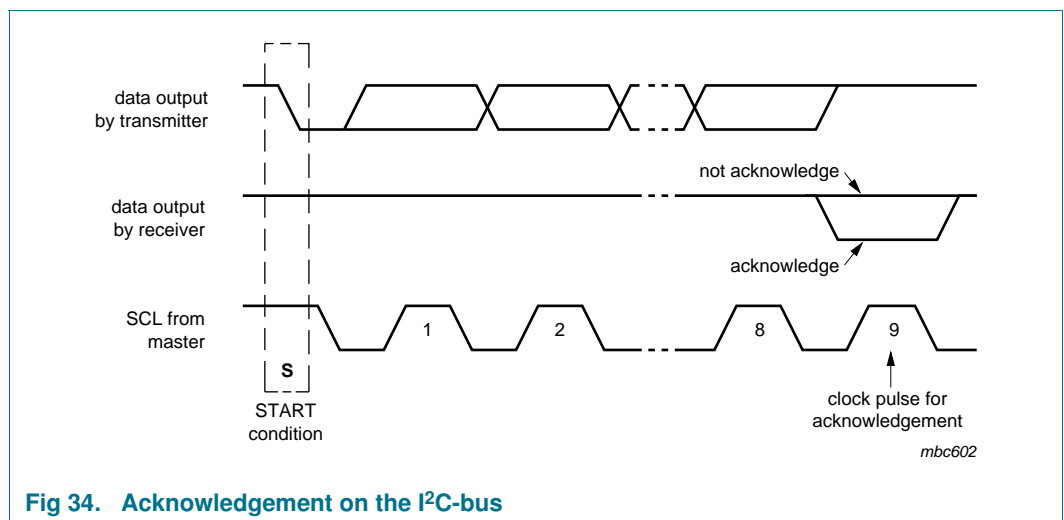 data output
by transmitter
not acknowledge
data output
by receiver
acknowledge
SCL from
master
1
2
8
9
S
START
condition
clock pulse for
acknowledgement
mbc602
Fig 34. Acknowledgement on the I²C-bus